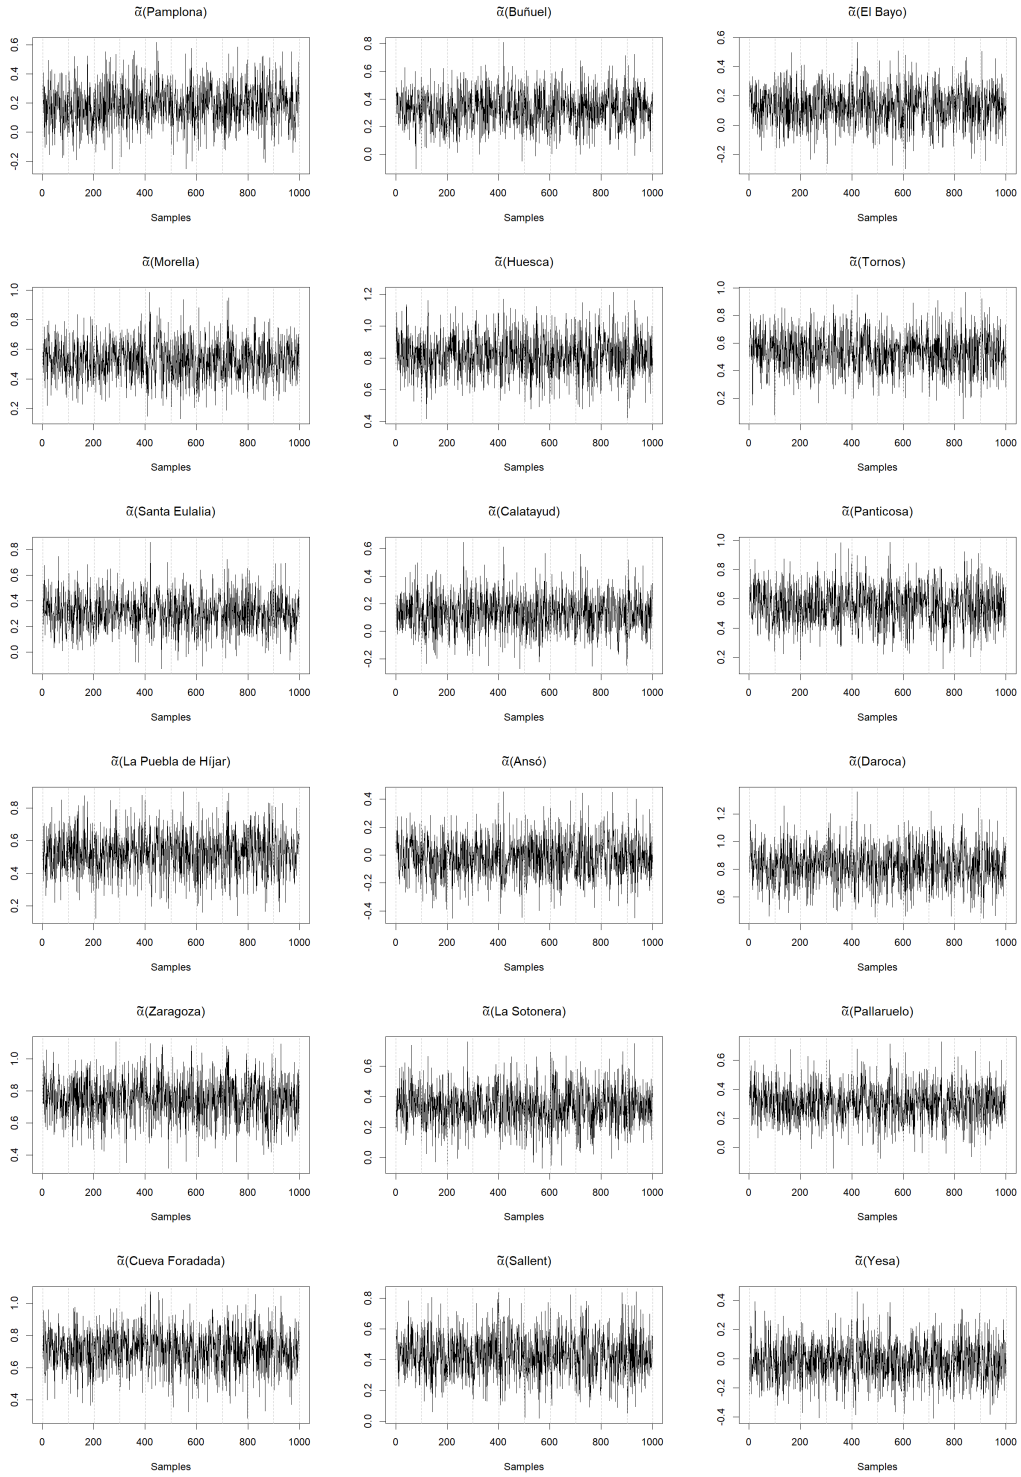 α̃(Pamplona) α̃(Buñuel) α̃(El Bayo)
0.6 0.4 0.2 0.0 -0.2
0.8 0.6 0.4 0.2 0.0
0.6 0.4 0.2 0.0 -0.2
0 200 400 600 800 1000 0 200 400 600 800 1000 0 200 400 600 800 1000
Samples Samples Samples
α̃(Morella) α̃(Huesca) α̃(Tornos)
1.0 0.8 0.6 0.4 0.2
1.2 1.0 0.8 0.6 0.4
1.0 0.8 0.6 0.4 0.2
0 200 400 600 800 1000 0 200 400 600 800 1000 0 200 400 600 800 1000
Samples Samples Samples
α̃(Santa Eulalia) α̃(Calatayud) α̃(Panticosa)
0.8 0.6 0.4 0.2 0.0
0.6 0.4 0.2 0.0 -0.2
1.0 0.8 0.6 0.4 0.2
0 200 400 600 800 1000 0 200 400 600 800 1000 0 200 400 600 800 1000
Samples Samples Samples
α̃(La Puebla de Híjar) α̃(Ansó) α̃(Daroca)
0.8 0.6 0.4 0.2
0.4 0.2 0.0 -0.2 -0.4
1.2 1.0 0.8 0.6
0 200 400 600 800 1000 0 200 400 600 800 1000 0 200 400 600 800 1000
Samples Samples Samples
α̃(Zaragoza) α̃(La Sotonera) α̃(Pallaruelo)
1.0 0.8 0.6 0.4
0.6 0.4 0.2 0.0
0.6 0.4 0.2 0.0
0 200 400 600 800 1000 0 200 400 600 800 1000 0 200 400 600 800 1000
Samples Samples Samples
α̃(Cueva Foradada) α̃(Sallent) α̃(Yesa)
1.0 0.8 0.6 0.4
0.8 0.6 0.4 0.2 0.0
0.4 0.2 0.0 -0.2 -0.4
0 200 400 600 800 1000 0 200 400 600 800 1000 0 200 400 600 800 1000
Samples Samples Samples